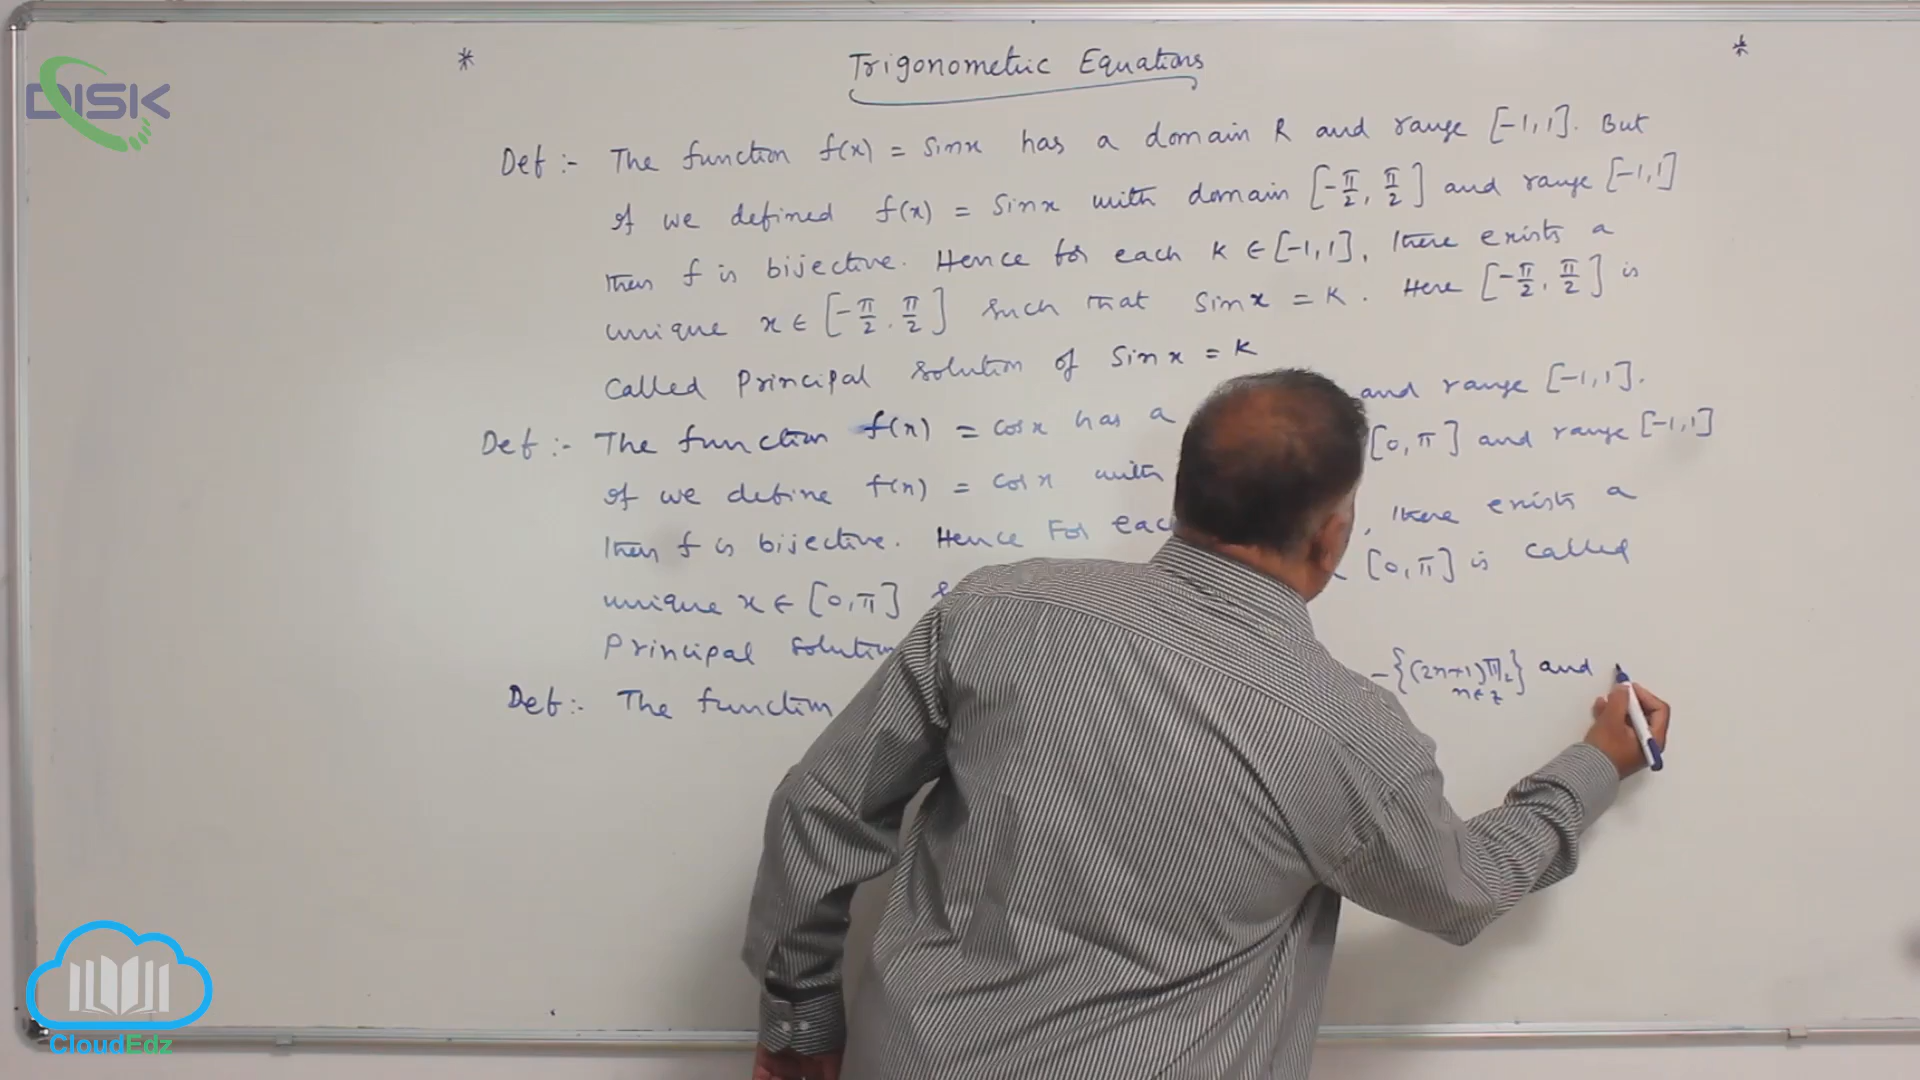 * Trigonometric Equations *
DISK
Def :- The function f(x) = Sinx has a domain R and range [-1,1]. But
if we defined f(x) = Sinx with domain [-π/2, π/2] and range [-1,1]
then f is bijective. Hence for each K ∈ [-1,1], there exists a
unique x ∈ [-π/2, π/2] such that Sinx = K. Here [-π/2, π/2] is
called Principal solution of Sinx = K
Def :- The function f(x) = cosx has a and range [-1,1].
if we define f(x) = cosx with [0,π] and range [-1,1]
then f is bijective. Hence For each , there exists a
unique x ∈ [0,π] [0,π] is called
Principal solution
Def :- The function - {(2n+1)π/2} and
n∈z
CloudEdz